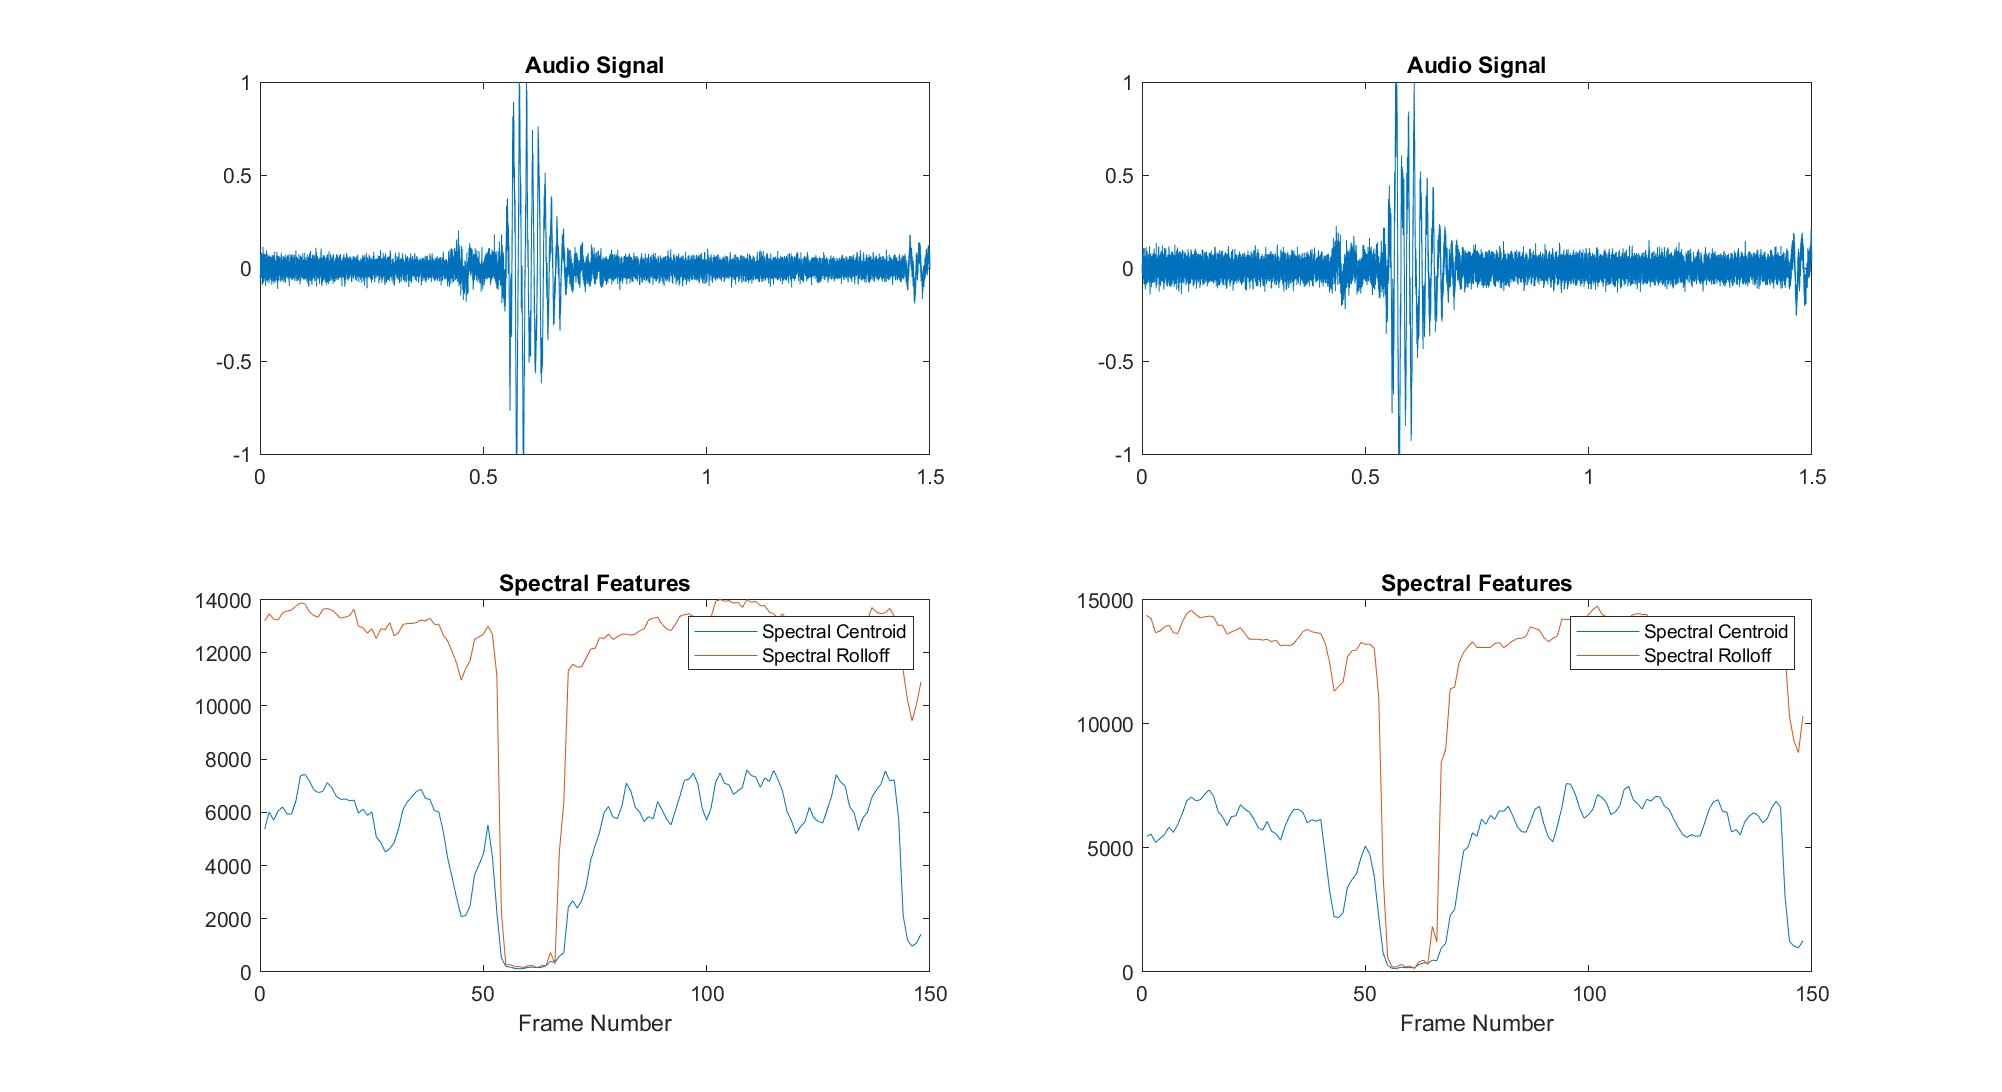 Audio Signal
1
0.5
0
-0.5
-1
0 0.5 1 1.5
Audio Signal
1
0.5
0
-0.5
-1
0 0.5 1 1.5
Spectral Features
14000
12000
10000
8000
6000
4000
2000
0
Spectral Centroid
Spectral Rolloff
0 50 100 150
Frame Number
Spectral Features
15000
10000
5000
0
Spectral Centroid
Spectral Rolloff
0 50 100 150
Frame Number